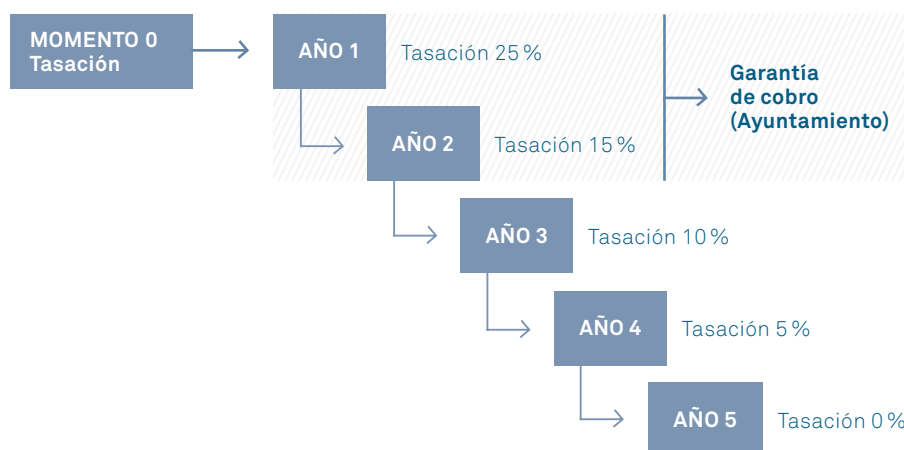 MOMENTO 0
Tasación
AÑO 1
Tasación 25 %
Garantía
de cobro
(Ayuntamiento)
AÑO 2
Tasación 15 %
AÑO 3
Tasación 10 %
AÑO 4
Tasación 5 %
AÑO 5
Tasación 0 %